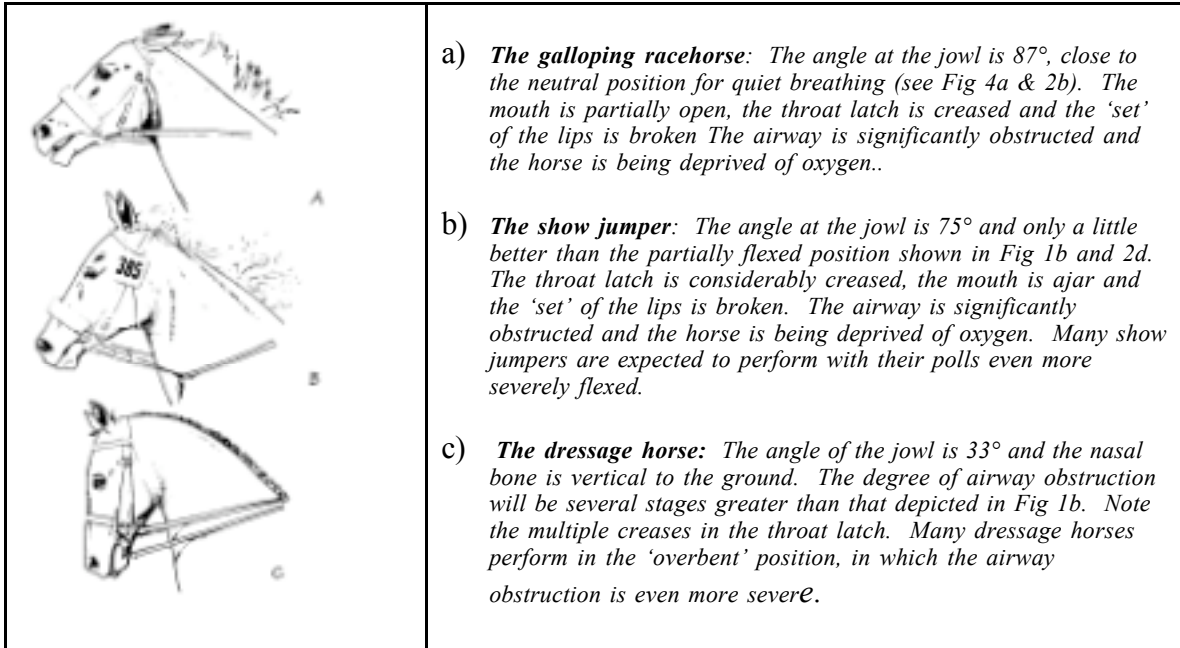 a) The galloping racehorse: The angle at the jowl is 87°, close to
the neutral position for quiet breathing (see Fig 4a & 2b). The
mouth is partially open, the throat latch is creased and the ‘set’
of the lips is broken The airway is significantly obstructed and
the horse is being deprived of oxygen..
b) The show jumper: The angle at the jowl is 75° and only a little
better than the partially flexed position shown in Fig 1b and 2d.
The throat latch is considerably creased, the mouth is ajar and
the ‘set’ of the lips is broken. The airway is significantly
obstructed and the horse is being deprived of oxygen. Many show
jumpers are expected to perform with their polls even more
severely flexed.
c) The dressage horse: The angle of the jowl is 33° and the nasal
bone is vertical to the ground. The degree of airway obstruction
will be several stages greater than that depicted in Fig 1b. Note
the multiple creases in the throat latch. Many dressage horses
perform in the ‘overbent’ position, in which the airway
obstruction is even more severe.
A
385
B
C